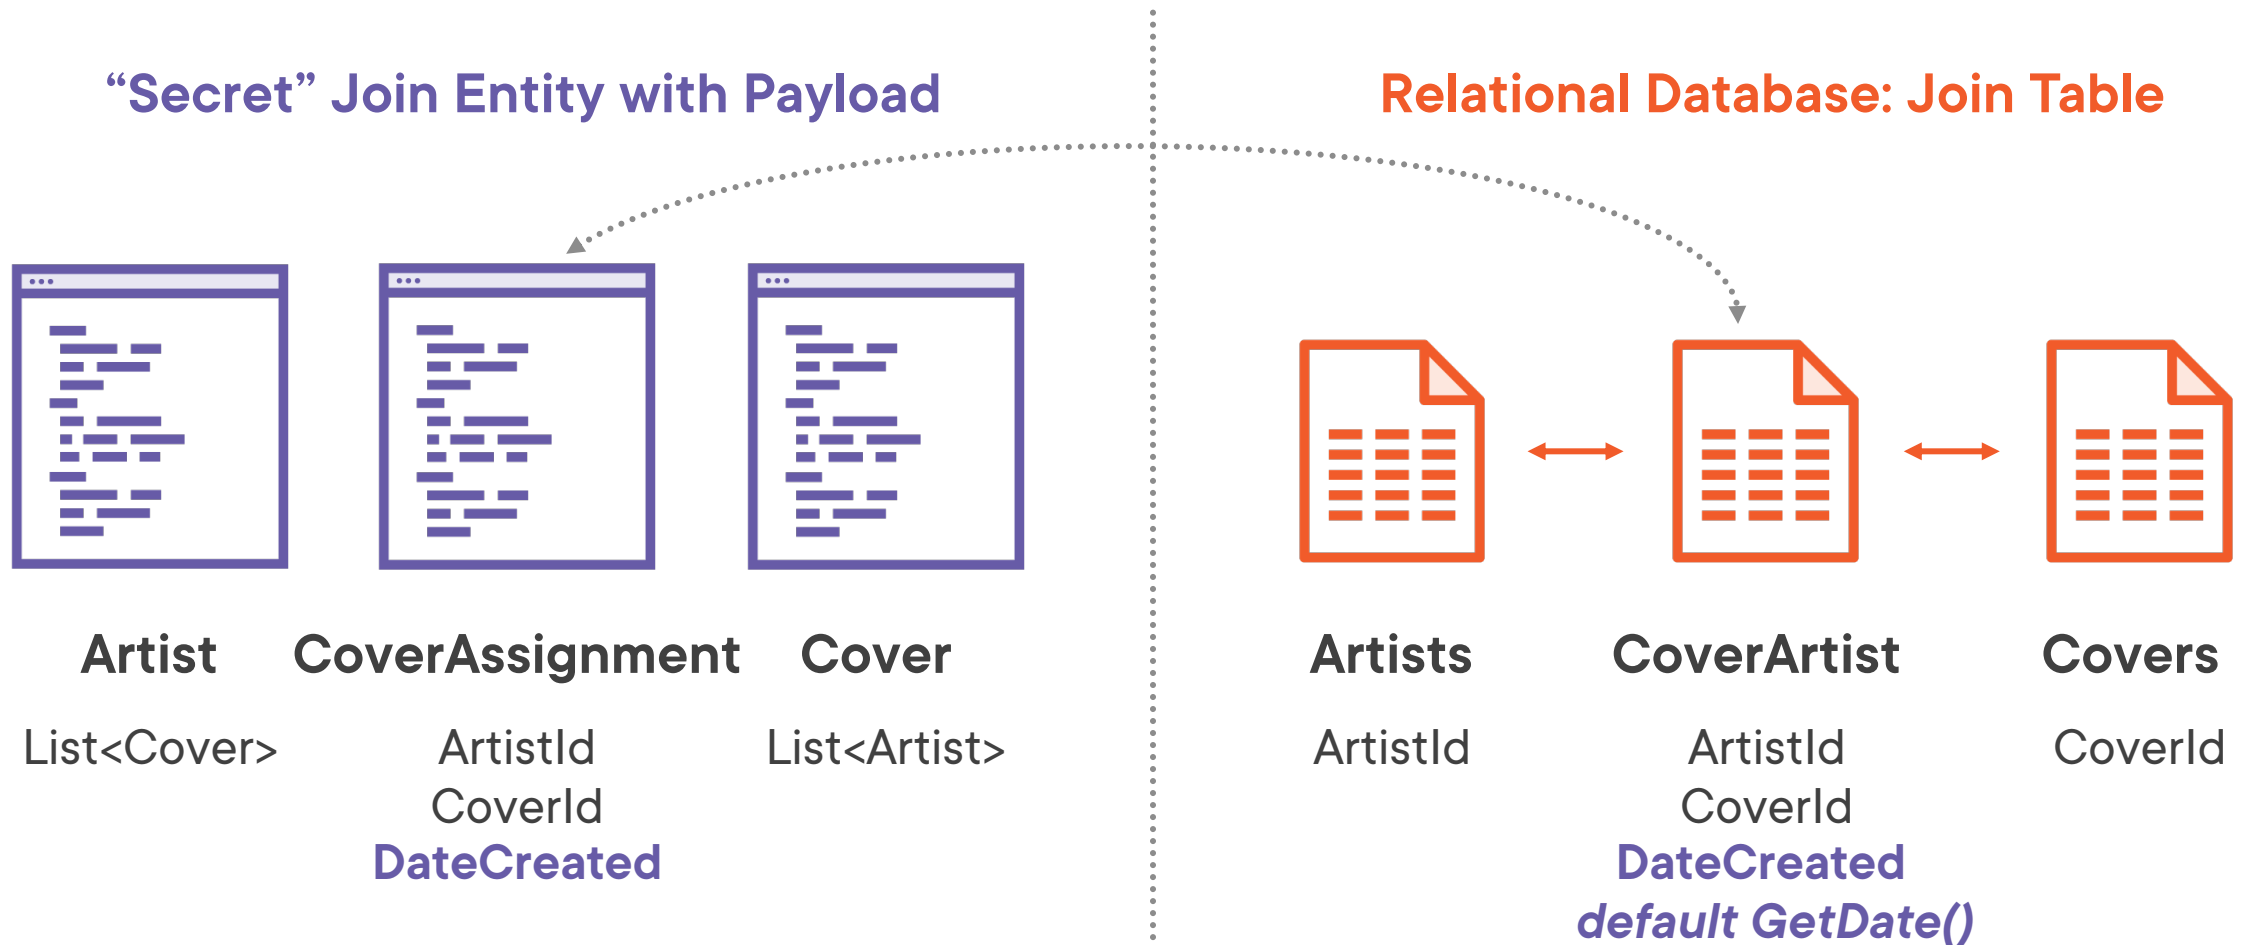 “Secret” Join Entity with Payload
Relational Database: Join Table
Artist
CoverAssignment
Cover
List<Cover>
ArtistId
List<Artist>
CoverId
DateCreated
Artists
CoverArtist
Covers
ArtistId
ArtistId
CoverId
CoverId
DateCreated
default GetDate()